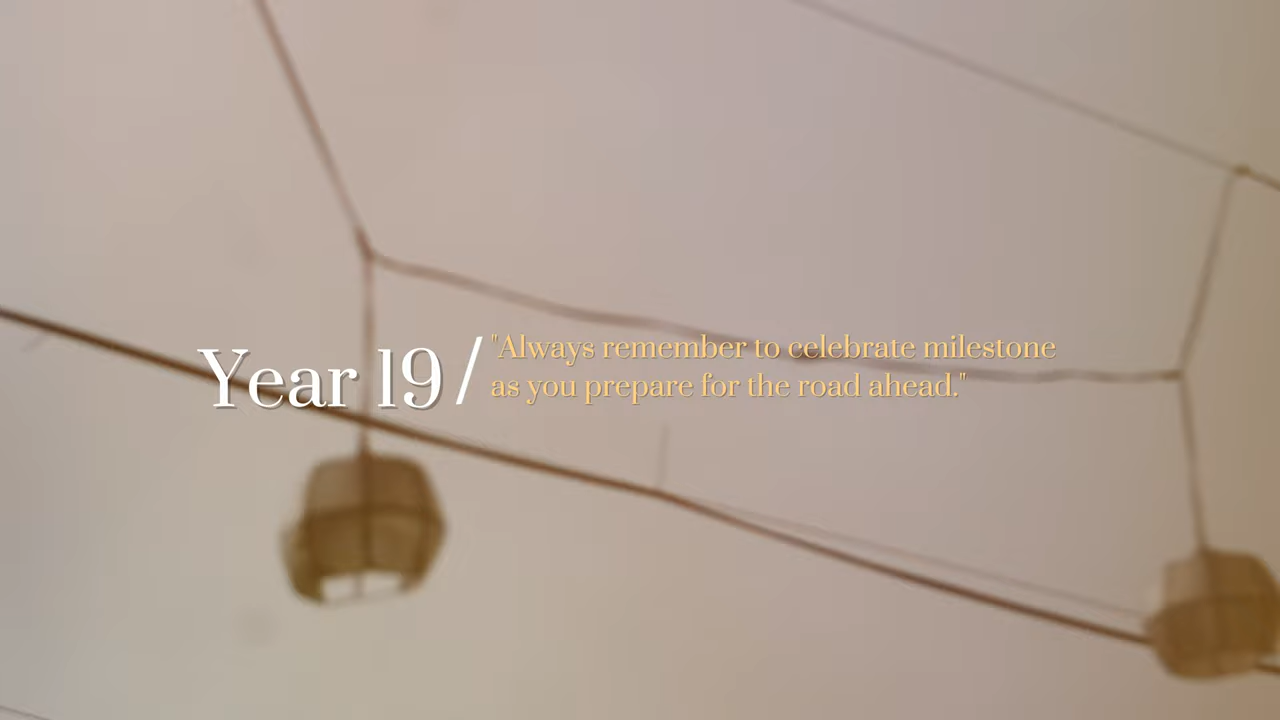 Year 19 /
"Always remember to celebrate milestone
as you prepare for the road ahead."